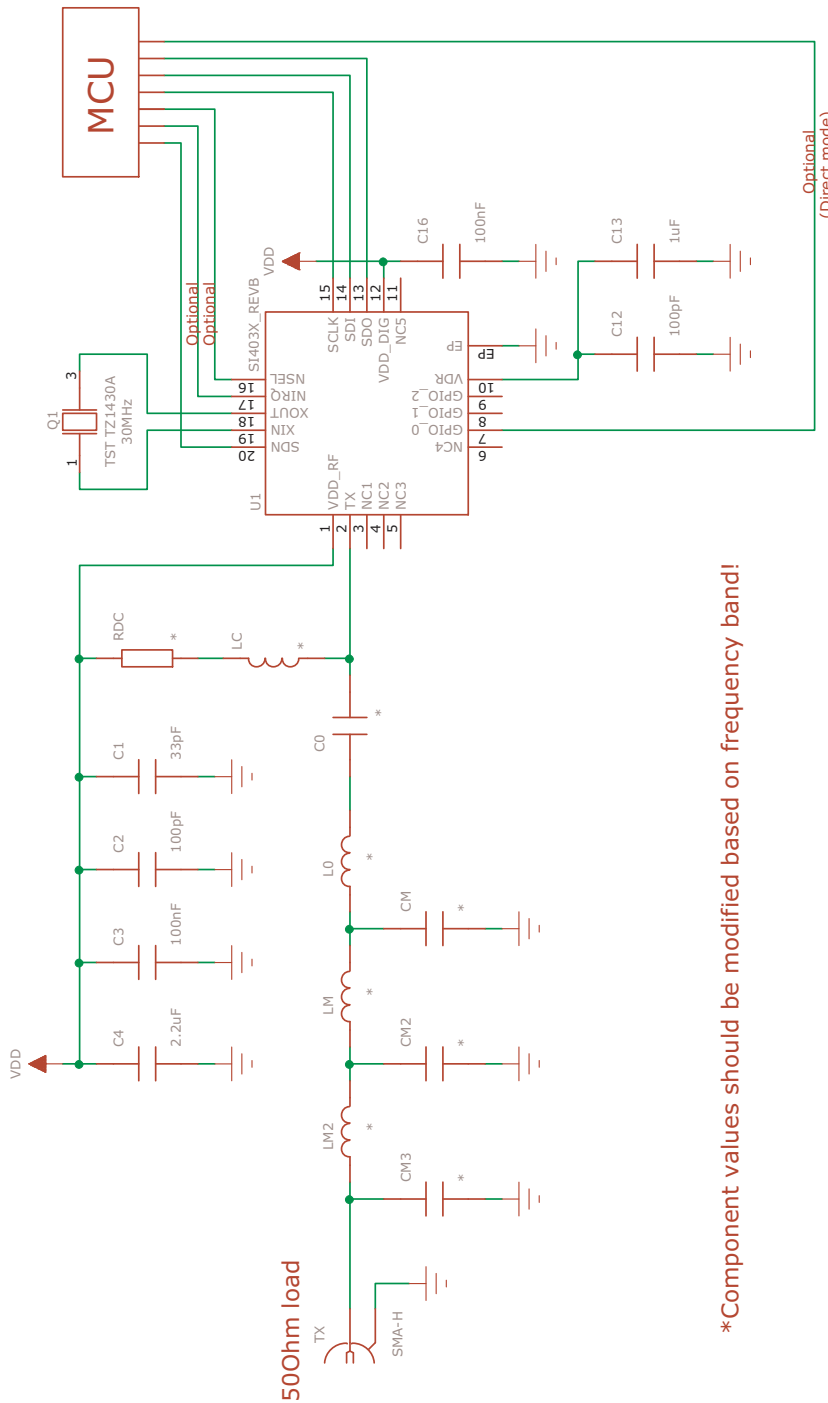 MCU
Optional
(Direct mode)
Optional
Optional
VDD
C16
100nF
C13
1uF
C12
100pF
Q1
3
1
TST TZ1430A
30MHz
SI403X_REVB
U1
15
14
13
12
11
SCLK
SDI
SDO
VDD_DIG
NC5
NSEL
NIRQ
XOUT
XIN
SDN
16
17
18
19
20
EP
EP
VDR
GPIO_2
GPIO_1
GPIO_0
NC4
10
9
8
7
6
VDD_RF
TX
NC1
NC2
NC3
1
2
3
4
5
RDC
*
LC
*
C0
*
C1
33pF
C2
100pF
C3
100nF
C4
2.2uF
VDD
L0
*
CM
*
LM
*
CM2
*
LM2
*
CM3
*
50Ohm load
TX
SMA-H
*Component values should be modified based on frequency band!